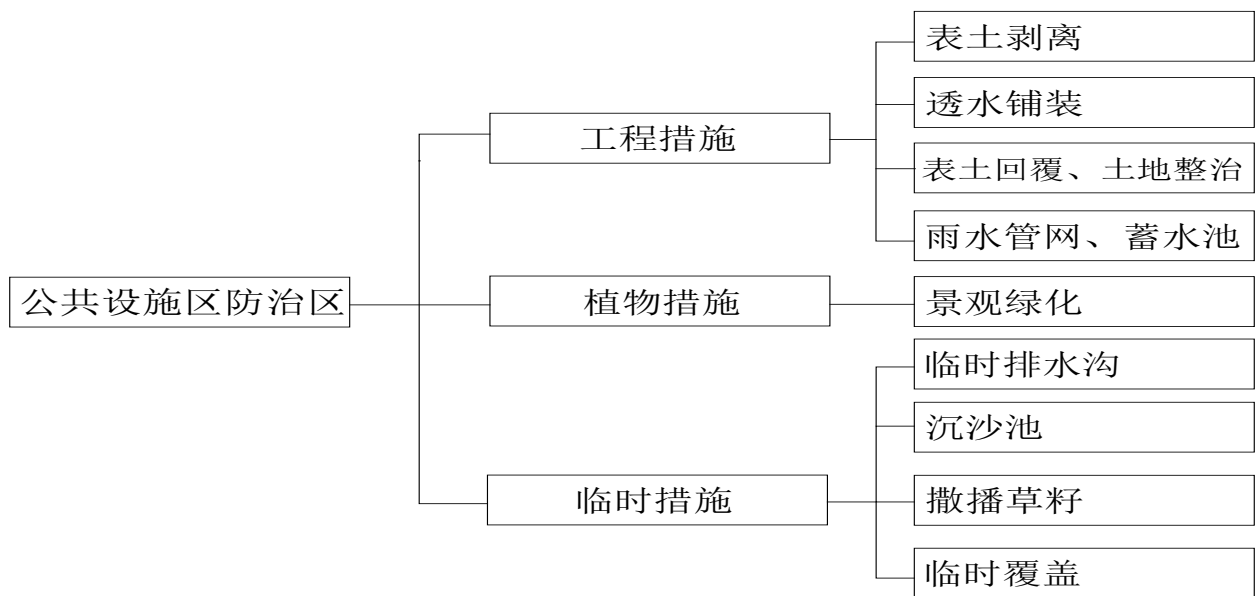 公共设施区防治区
工程措施
表土剥离
透水铺装
表土回覆、土地整治
雨水管网、蓄水池
植物措施
景观绿化
临时措施
临时排水沟
沉沙池
撒播草籽
临时覆盖